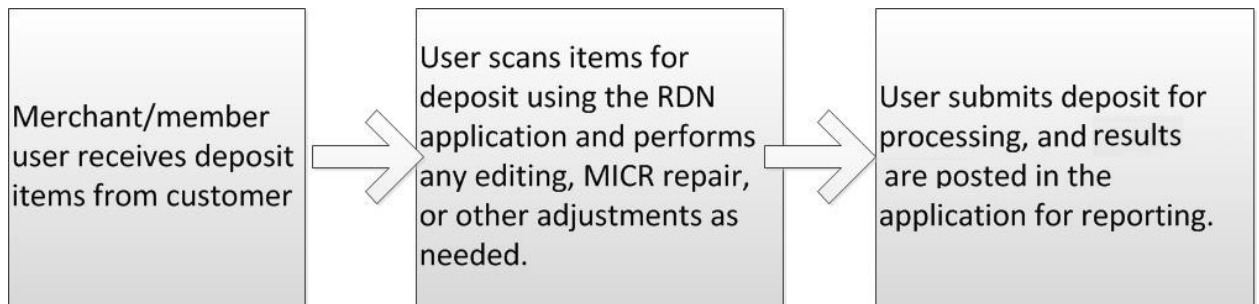 Merchant/member
user receives deposit
items from customer
User scans items for
deposit using the RDN
application and performs
any editing, MICR repair,
or other adjustments as
needed.
User submits deposit for
processing, and results
are posted in the
application for reporting.